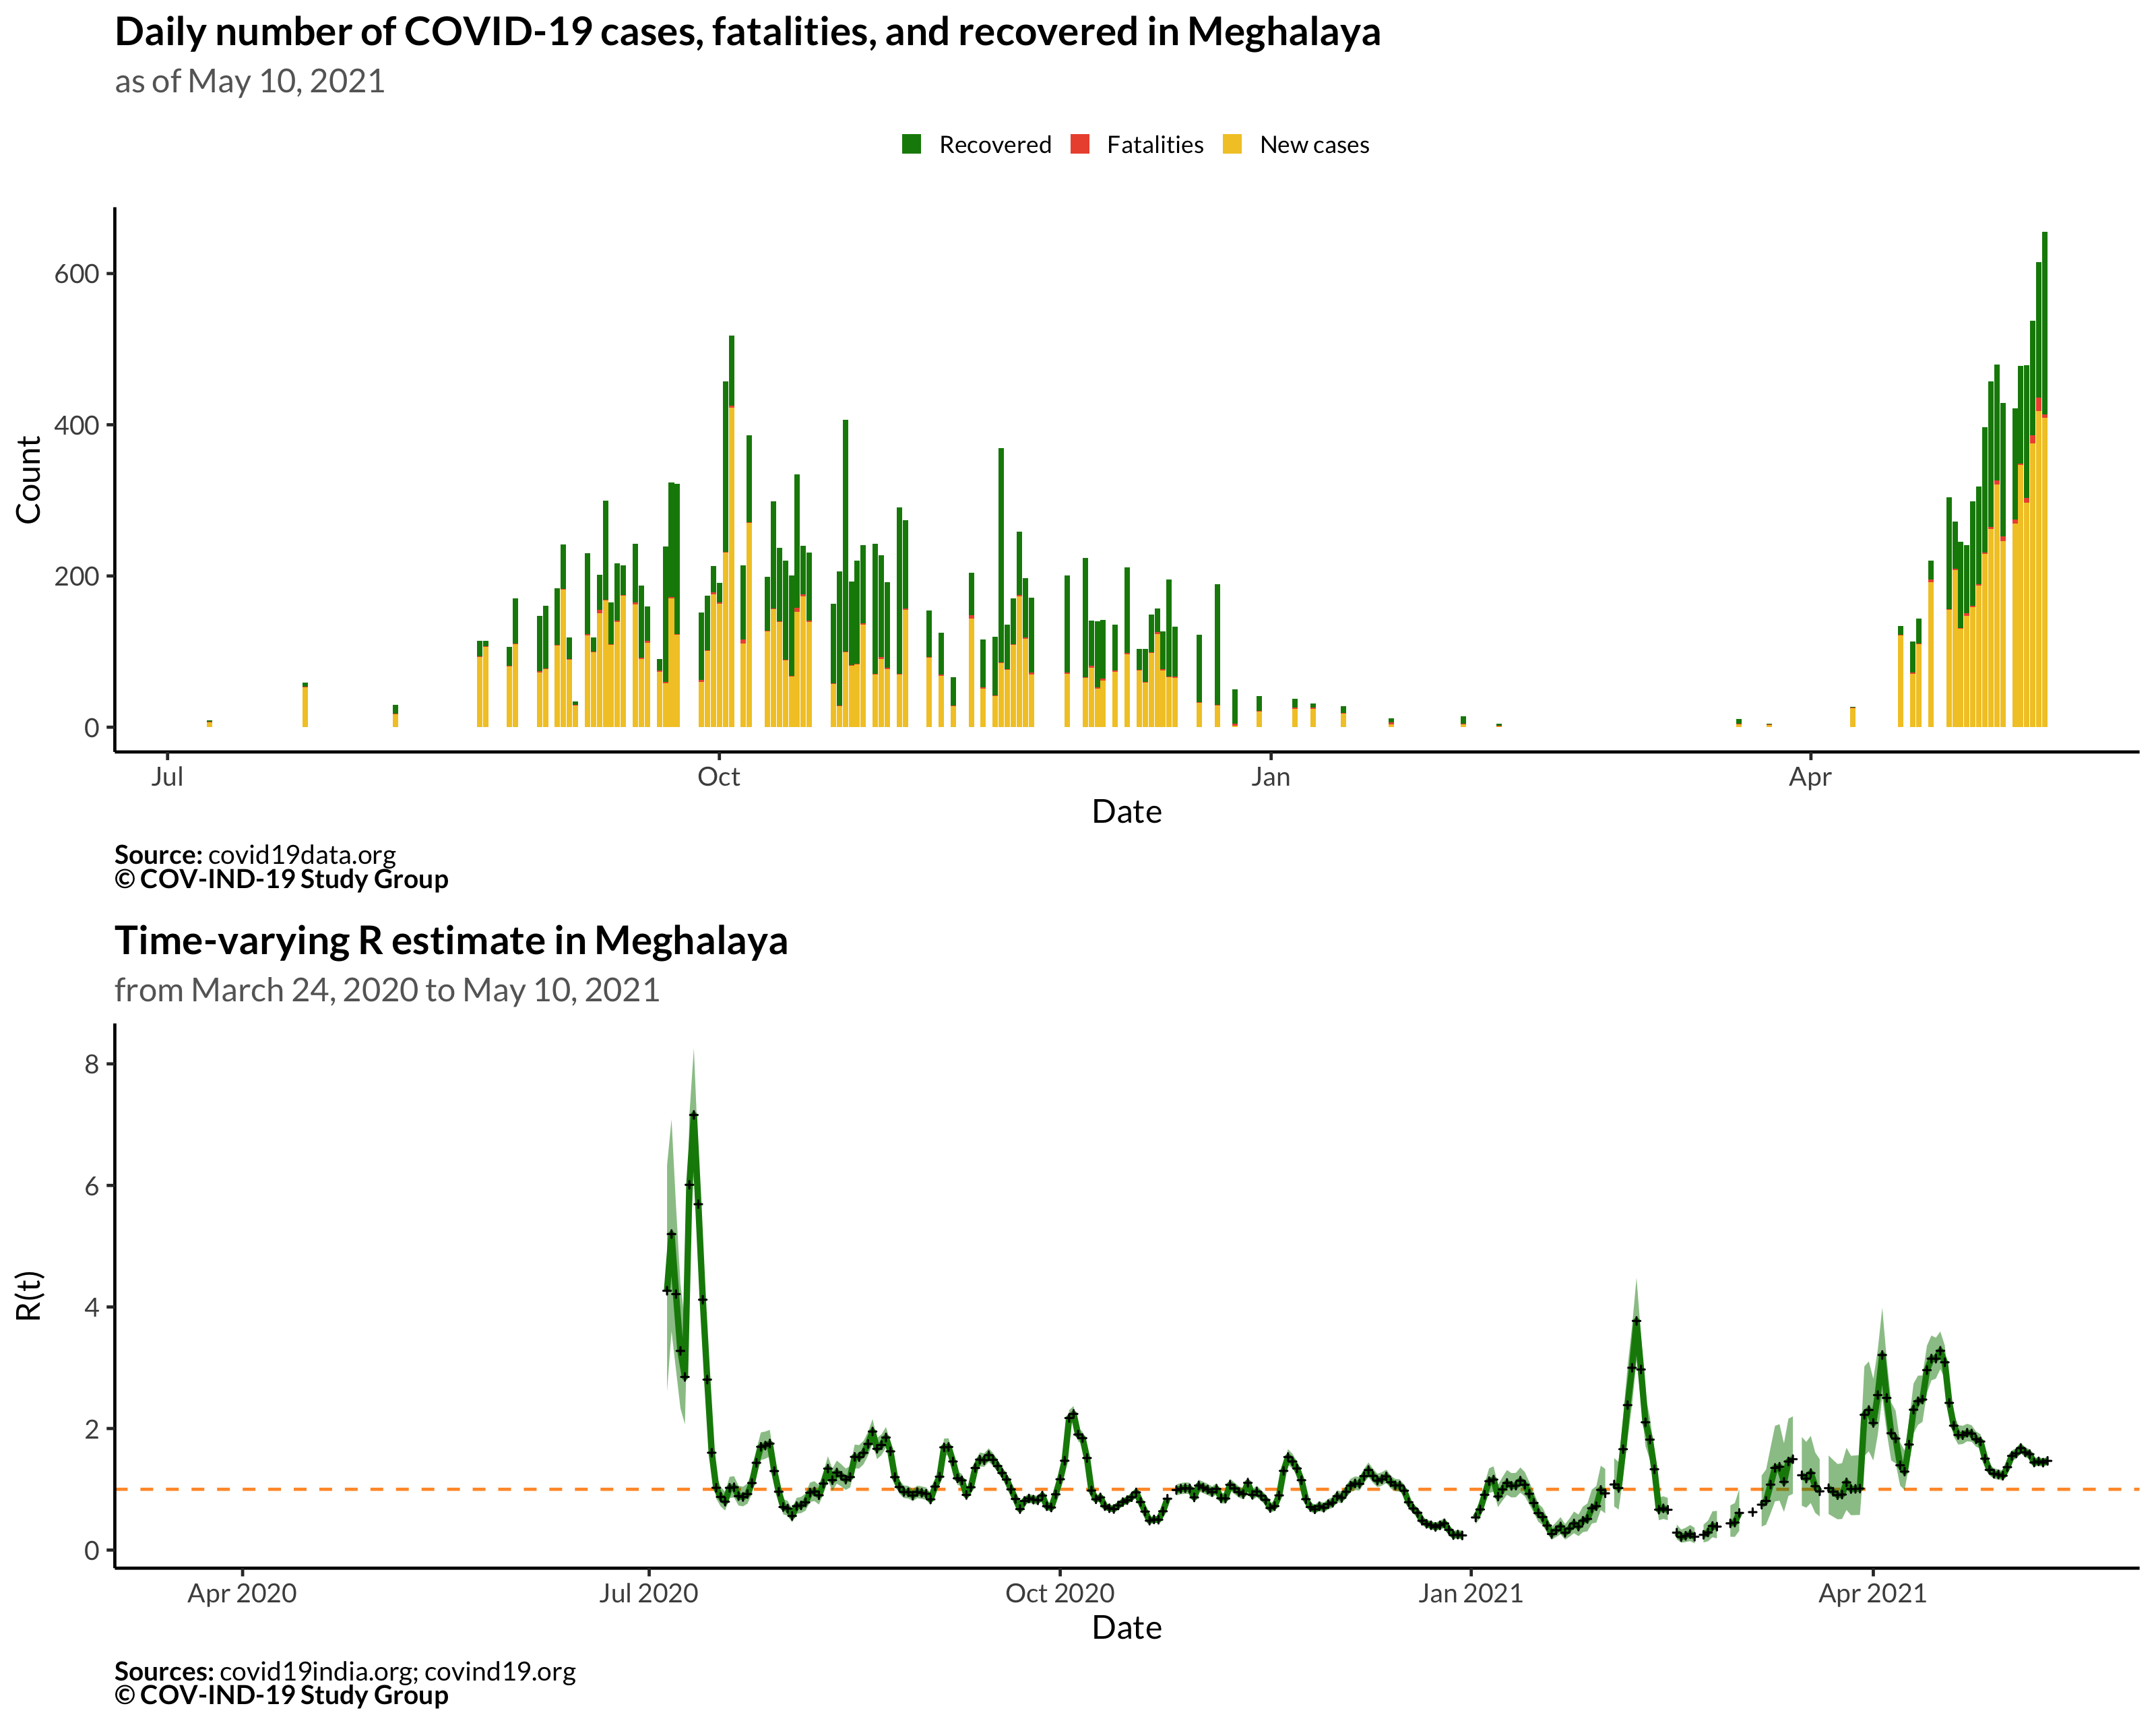 Daily number of COVID-19 cases, fatalities, and recovered in Meghalaya
as of May 10, 2021
Recovered Fatalities New cases
600
400
200
0
Count
Jul Oct Jan Apr
Date
Source: covid19data.org
© COV-IND-19 Study Group
Time-varying R estimate in Meghalaya
from March 24, 2020 to May 10, 2021
8
6
4
2
0
R(t)
Apr 2020 Jul 2020 Oct 2020 Jan 2021 Apr 2021
Date
Sources: covid19india.org; covind19.org
© COV-IND-19 Study Group